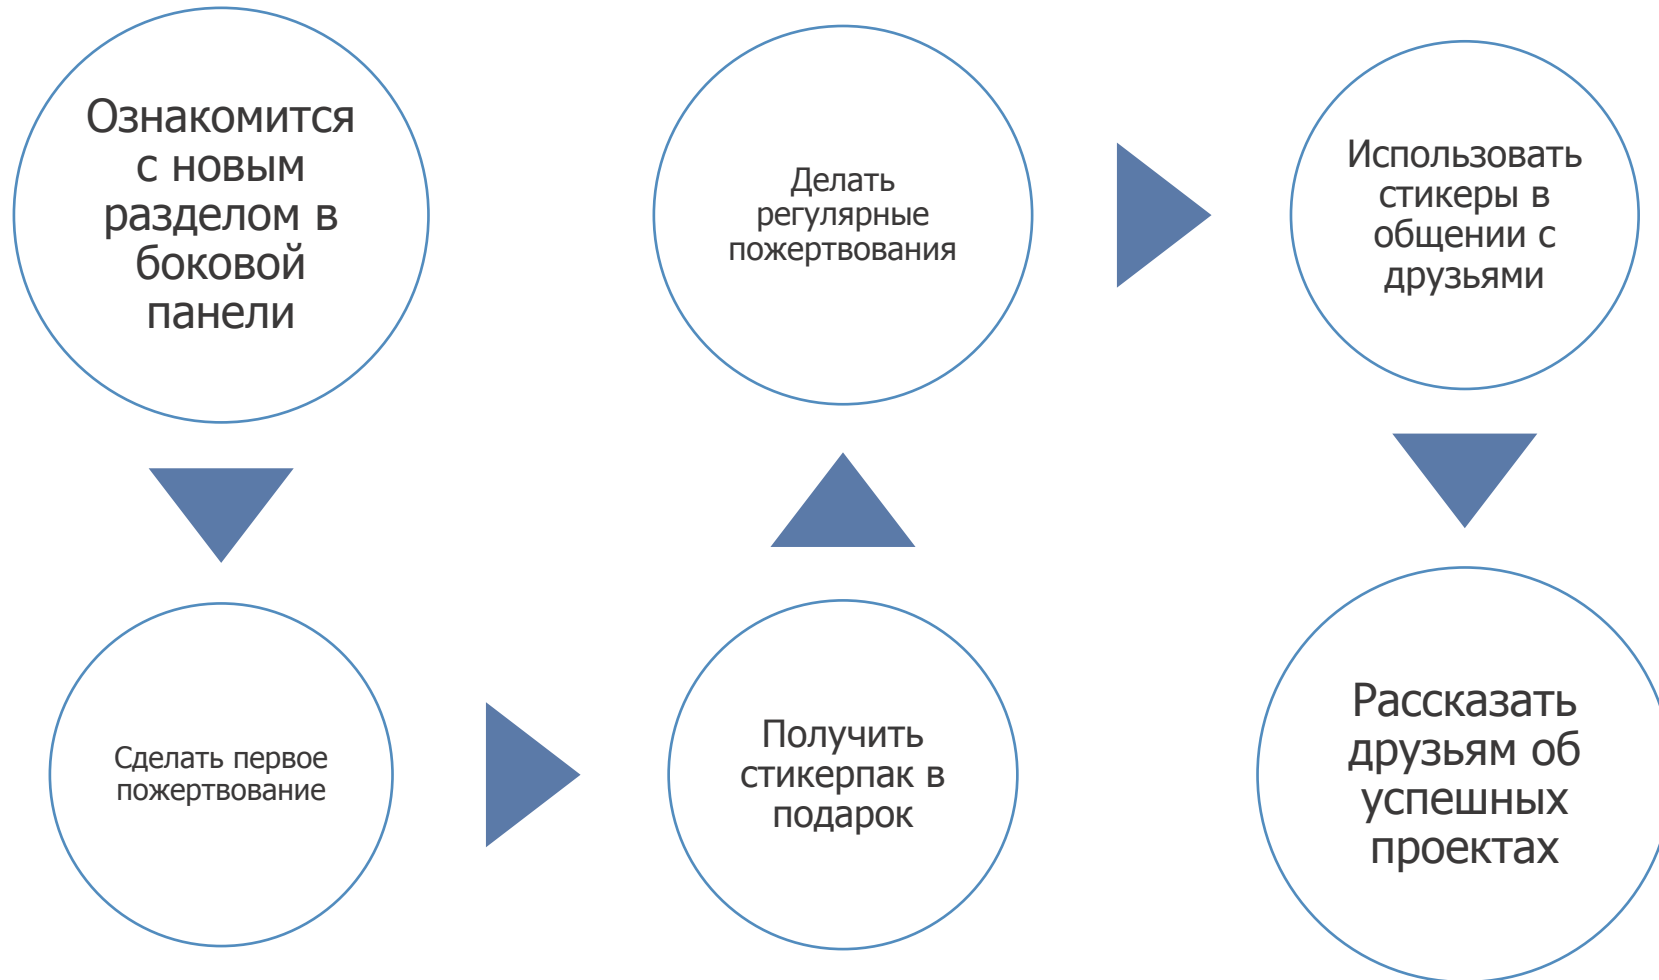 Ознакомится
с новым
разделом в
боковой
панели
Сделать первое
пожертвование
Получить
стикерпак в
подарок
Делать
регулярные
пожертвования
Использовать
стикеры в
общении с
друзьями
Рассказать
друзьям об
успешных
проектах